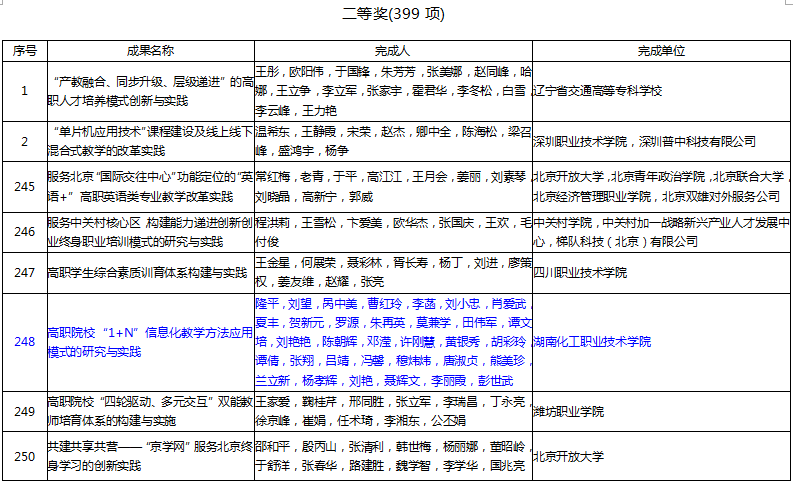 二等奖(399 项)
序号 成果名称 完成人 完成单位
1 “产教融合、同步升级、层级递进”的高职人才培养模式创新与实践 王彤，欧阳伟，于国锋，朱芳芳，张美娜，赵同峰，哈娜，王立争，李立军，张家宇，霍君华，李冬松，白雪，李云峰，王力艳 辽宁省交通高等专科学校
2 “单片机应用技术”课程建设及线上线下混合式教学的改革实践 温希东，王静霞，宋荣，赵杰，卿中全，陈海松，梁召峰，盛鸿宇，杨争 深圳职业技术学院，深圳普中科技有限公司
245 服务北京“国际交往中心”功能定位的“英语+”高职英语类专业教学改革实践 常红梅，老青，于平，高江江，王月会，姜丽，刘素琴，刘晓晶，高新宁，郭威 北京开放大学，北京青年政治学院，北京联合大学，北京经济管理职业学院，北京双雄对外服务公司
246 服务中关村核心区，构建能力递进创新创业终身职业培训模式的研究与实践 程洪莉，王雪松，卞爱美，欧华杰，张国庆，王欢，毛付俊 中关村学院，中关村加一战略新兴产业人才发展中心，梯队科技（北京）有限公司
247 高职学生综合素质训育体系构建与实践 王金星，何展荣，聂彩林，胥长寿，杨丁，刘进，廖策权，姜友维，赵耀，张亮 四川职业技术学院
248 高职院校“1+N”信息化教学方法应用模式的研究与实践 隆平，刘望，呙中美，曹红玲，李菡，刘小忠，肖爱武，夏丰，贺新元，罗源，朱再英，莫兼学，田伟军，谭文培，刘艳艳，陈朝辉，邓滢，许刚慧，黄银秀，胡彩玲，谭倩，张翔，吕靖，冯馨，穆炜炜，唐淑贞，熊美珍，兰立新，杨孝辉，刘艳，聂辉文，李丽霞，彭世武 湖南化工职业技术学院
249 高职院校“四轮驱动、多元交互”双能教师培育体系的构建与实施 王家爱，鞠桂芹，邢同胜，张立军，李瑞昌，丁永亮，徐京峰，崔娟，任术琦，李湘东，公丕娟 潍坊职业学院
250 共建共享共营——“京学网”服务北京终身学习的创新实践 邵和平，殷丙山，张清利，韩世梅，杨丽娜，苗昭岭，于舒洋，张春华，路建胜，魏学智，李学华，国兆亮 北京开放大学